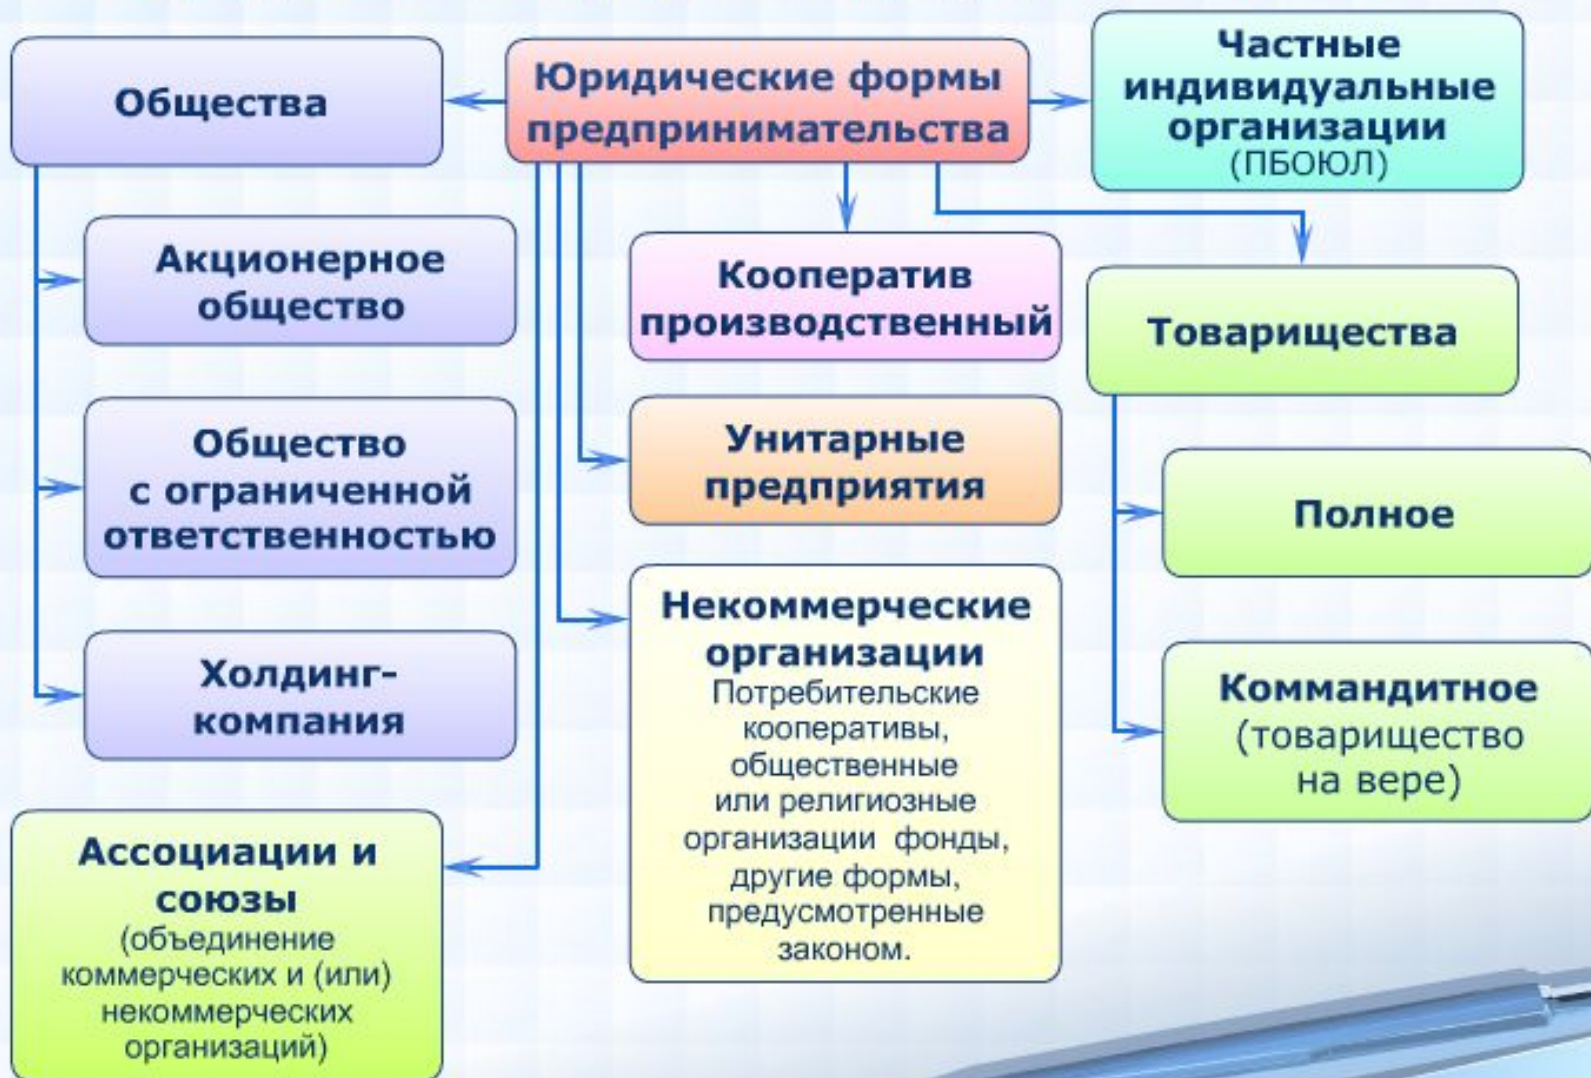 Общества
Юридические формы
предпринимательства
Частные
индивидуальные
организации
(ПБОЮЛ)
Акционерное
общество
Общество
с ограниченной
ответственностью
Холдинг-
компания
Ассоциации и
союзы
(объединение
коммерческих и (или)
некоммерческих
организаций)
Кооператив
производственный
Унитарные
предприятия
Некоммерческие
организации
Потребительские
кооперативы,
общественные
или религиозные
организации фонды,
другие формы,
предусмотренные
законом.
Товарищества
Полное
Коммандитное
(товарищество
на вере)